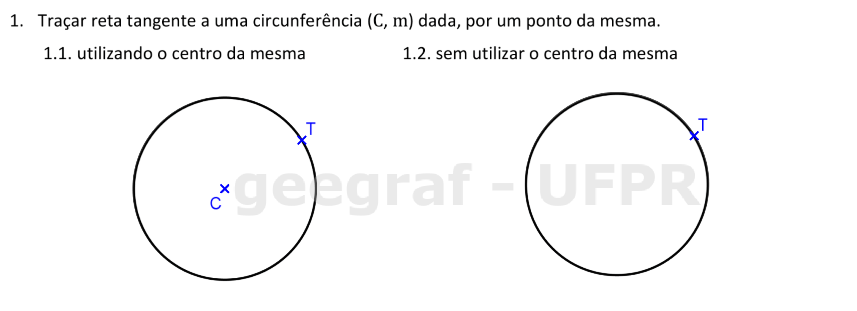 1. Traçar reta tangente a uma circunferência (C, m) dada, por um ponto da mesma.
1.1. utilizando o centro da mesma
1.2. sem utilizar o centro da mesma
T
T
C
geegraf - UFPR